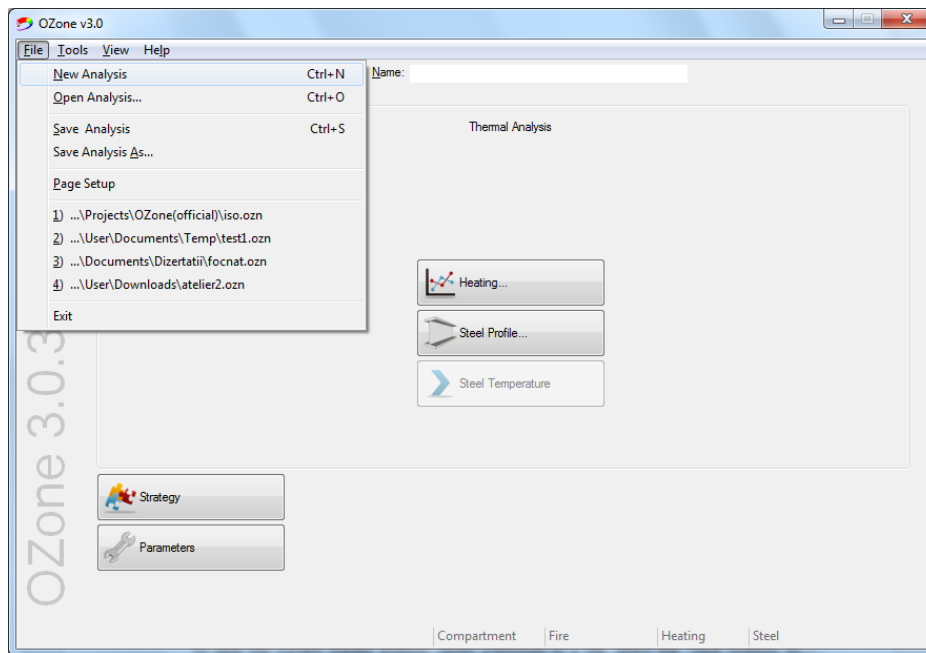 OZone v3.0
File Tools View Help
New Analysis Ctrl+N
Open Analysis... Ctrl+O
Save Analysis Ctrl+S
Save Analysis As...
Page Setup
1) ...\Projects\OZone(official)\iso.ozn
2) ...\User\Documents\Temp\test1.ozn
3) ...\Documents\Dizertatii\focnat.ozn
4) ...\User\Downloads\atelier2.ozn
Exit
Name:
Thermal Analysis
Heating...
Steel Profile...
Steel Temperature
OZone 3.0.3
Strategy
Parameters
Compartment Fire Heating Steel